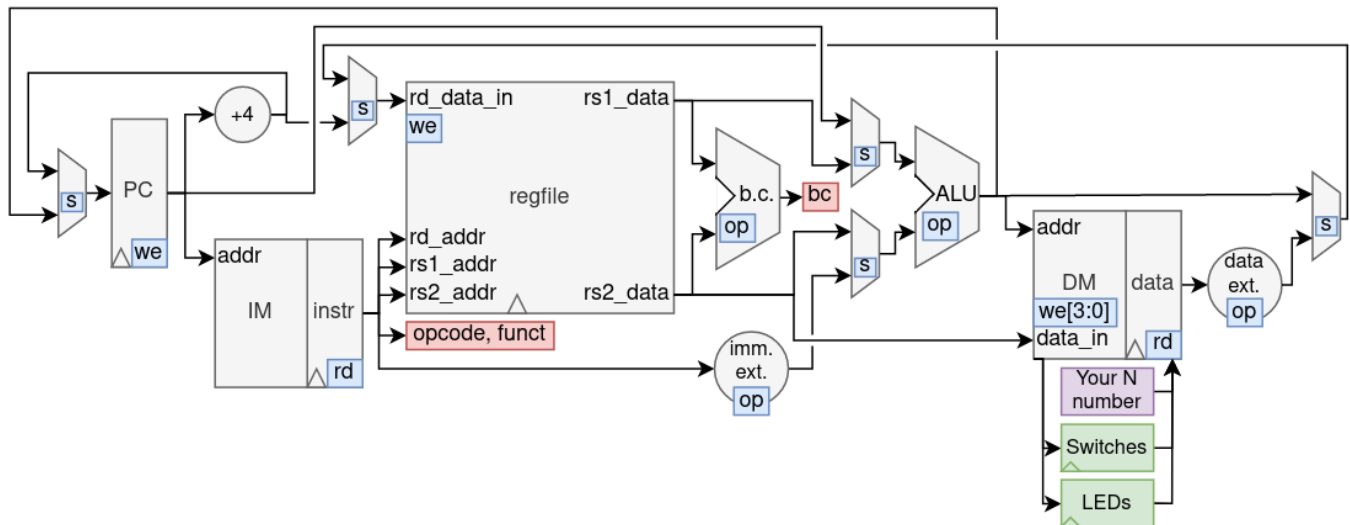 +4
s
rd_data_in
rs1_data
we
s
s
PC
we
regfile
b.c.
op
bc
s
ALU
op
s
s
rd_addr
rs1_addr
rs2_addr
rs2_data
addr
IM
instr
rd
opcode, funct
imm.
ext.
op
addr
DM
data
we[3:0]
data_in
rd
data
ext.
op
Your N
number
Switches
LEDs